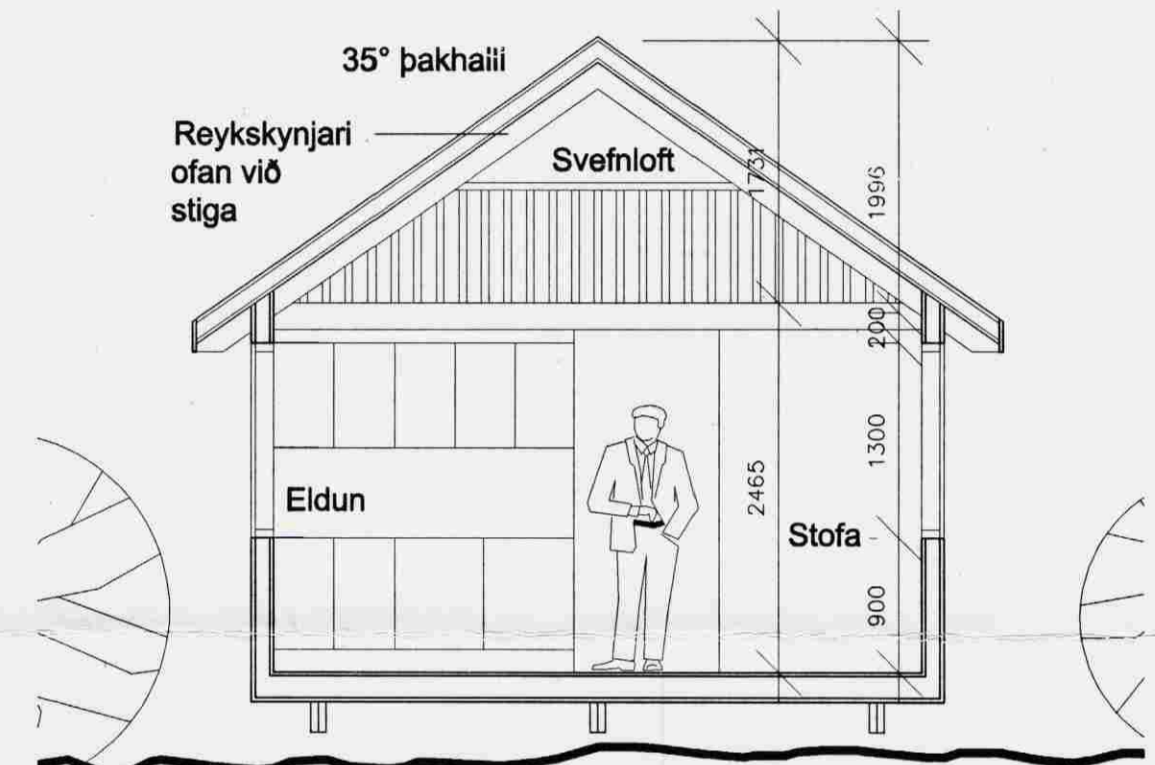 35° þakhalli
Reykskynjari
ofan við
stiga
Svefnloft
1731
1996
200
1300
2465
900
Eldun
Stofa